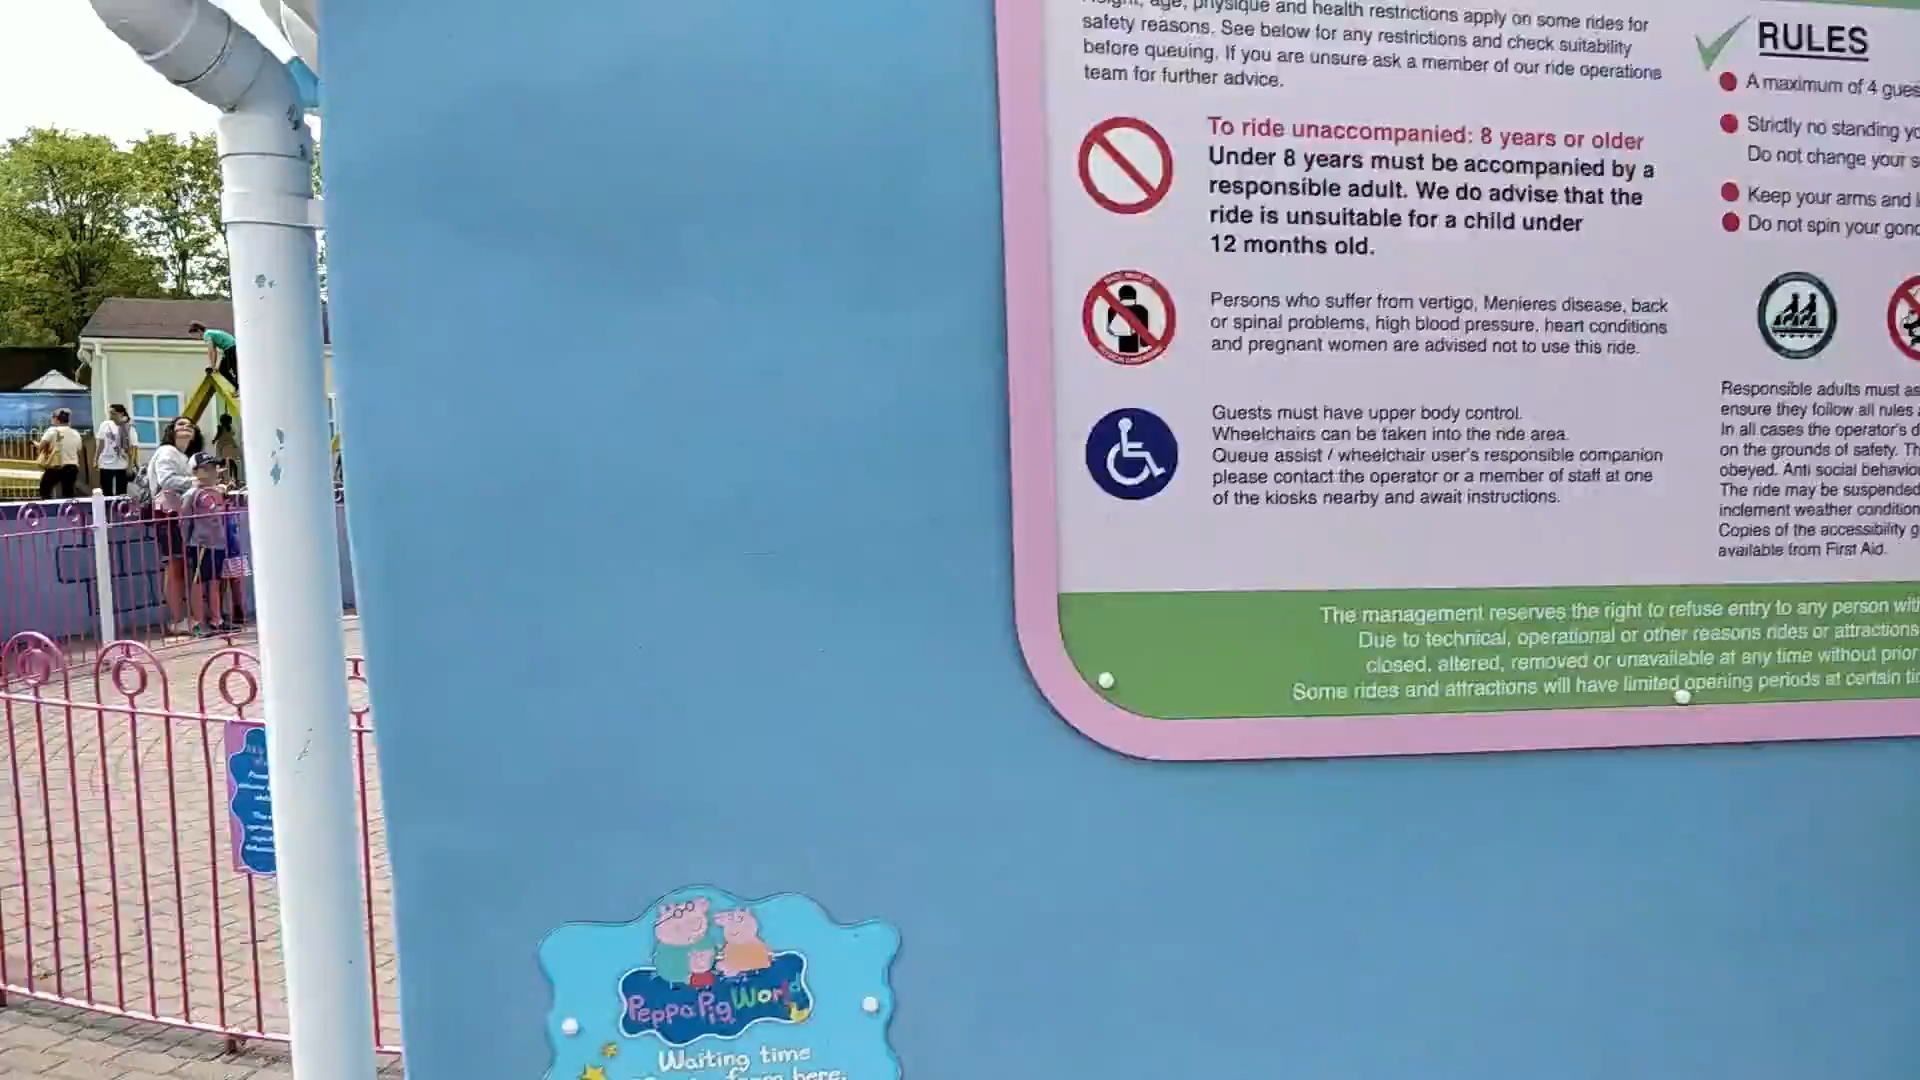 Height, age, physique and health restrictions apply on some rides for
safety reasons. See below for any restrictions and check suitability
before queuing. If you are unsure ask a member of our ride operations
team for further advice.
To ride unaccompanied: 8 years or older
Under 8 years must be accompanied by a
responsible adult. We do advise that the
ride is unsuitable for a child under
12 months old.
Persons who suffer from vertigo, Menieres disease, back
or spinal problems, high blood pressure, heart conditions
and pregnant women are advised not to use this ride.
Guests must have upper body control.
Wheelchairs can be taken into the ride area.
Queue assist / wheelchair user's responsible companion
please contact the operator or a member of staff at one
of the kiosks nearby and await instructions.
RULES
A maximum of 4
Strictly no standing
Do not change your
Keep your arms and
Do not spin your
Responsible adults must
ensure they follow all rules
In all cases the operator's
on the grounds of safety.
obeyed. Anti social
The ride may be suspended
inclement weather
Copies of the accessibility
available from First Aid.
The management reserves the right to refuse entry to any person
Due to technical, operational or other reasons rides or attractions
closed, altered, removed or unavailable at any time without prior
Some rides and attractions will have limited opening periods at certain
Peppa Pig World
Waiting time
from here.